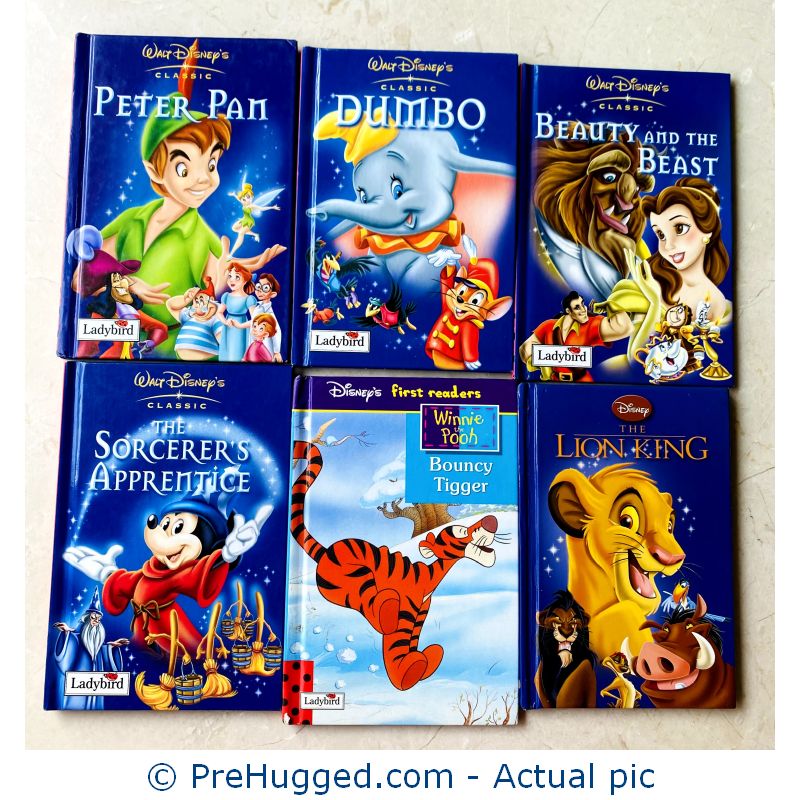 WALT DISNEY'S
CLASSIC
PETER PAN
Ladybird
WALT DISNEY'S
CLASSIC
DUMBO
Ladybird
WALT DISNEY'S
CLASSIC
BEAUTY AND THE
BEAST
Ladybird
WALT DISNEY'S
CLASSIC
THE
SORCERER'S
APPRENTICE
Ladybird
DISNEY'S first readers
Winnie
the
Pooh
Bouncy
Tigger
Ladybird
DISNEY
THE
LION KING
© PreHugged.com - Actual pic